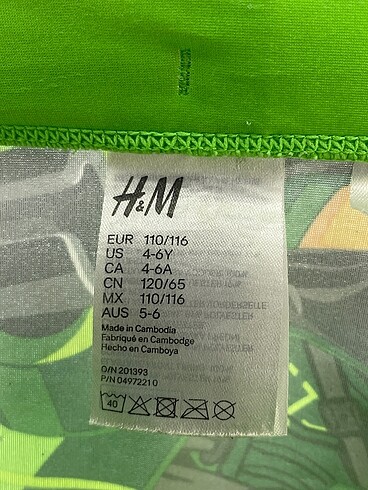 H&M
EUR 110/116
US 4-6Y
CA 4-6A
CN 120/65
MX 110/116
AUS 5-6
Made in Cambodia
Fabriqué en Cambodge
Hecho en Camboya
O/N 201393
P/N 04972210
40